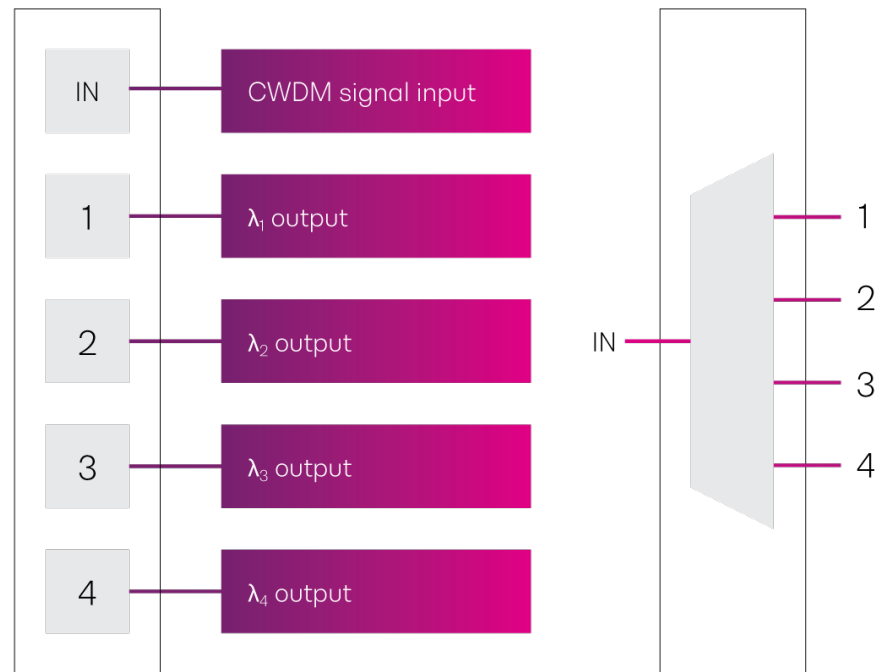 IN
CWDM signal input
1
λ₁ output
2
λ₂ output
3
λ₃ output
4
λ₄ output
IN
1
2
3
4